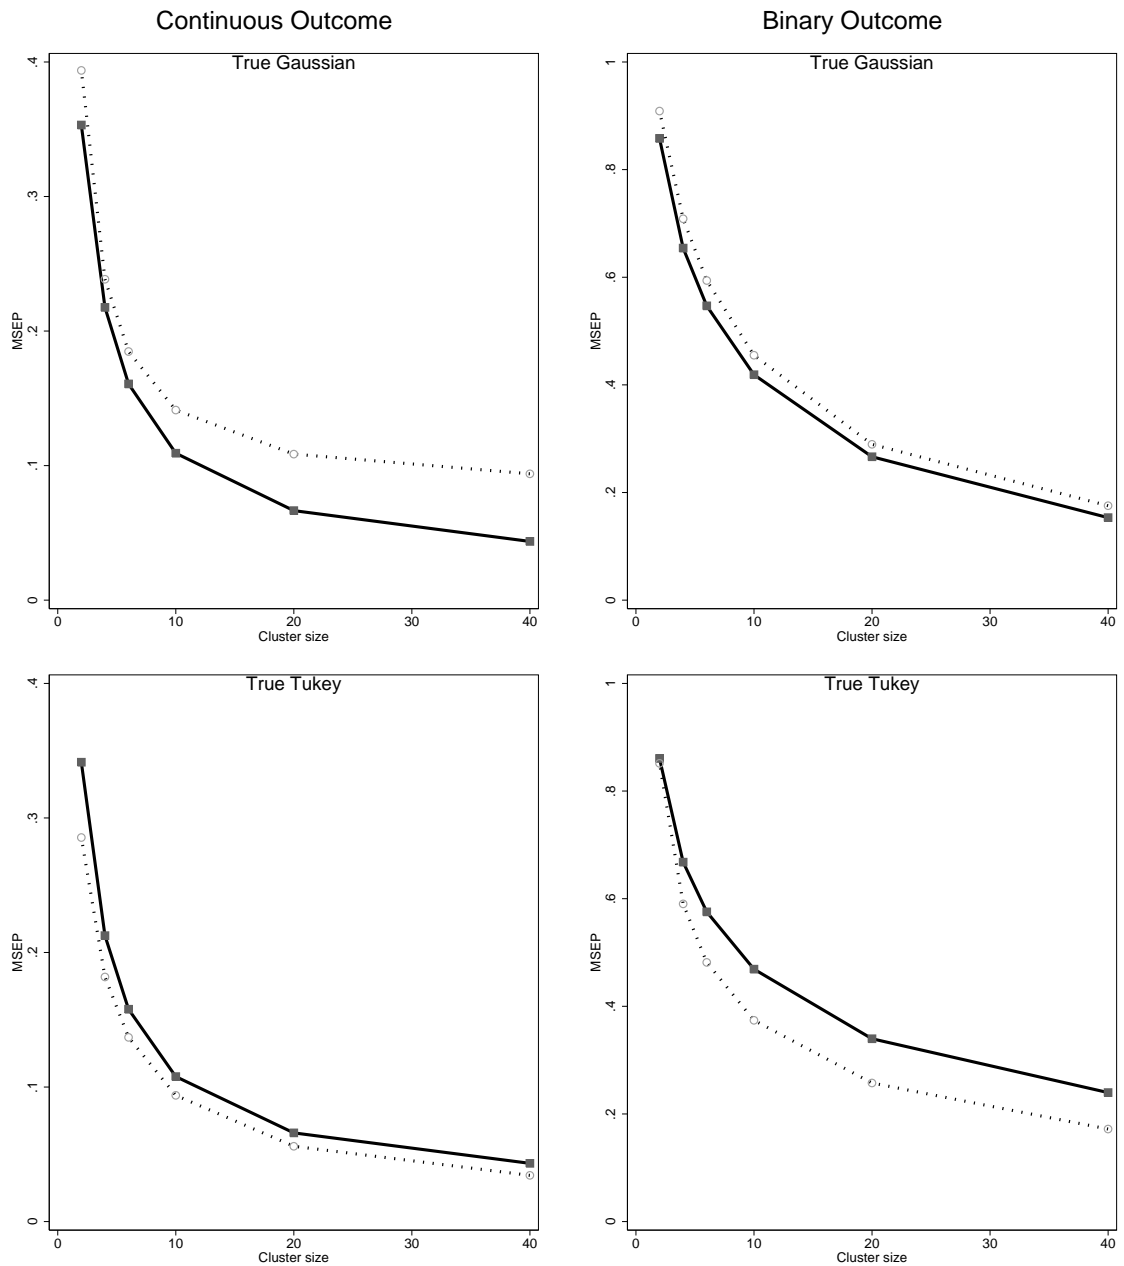 Continuous Outcome
Binary Outcome
True Gaussian
.4
.3
.2
.1
0
MSEP
0 10 20 30 40
Cluster size
True Gaussian
1
.8
.6
.4
.2
0
MSEP
0 10 20 30 40
Cluster size
True Tukey
.4
.3
.2
.1
0
MSEP
0 10 20 30 40
Cluster size
True Tukey
1
.8
.6
.4
.2
0
MSEP
0 10 20 30 40
Cluster size